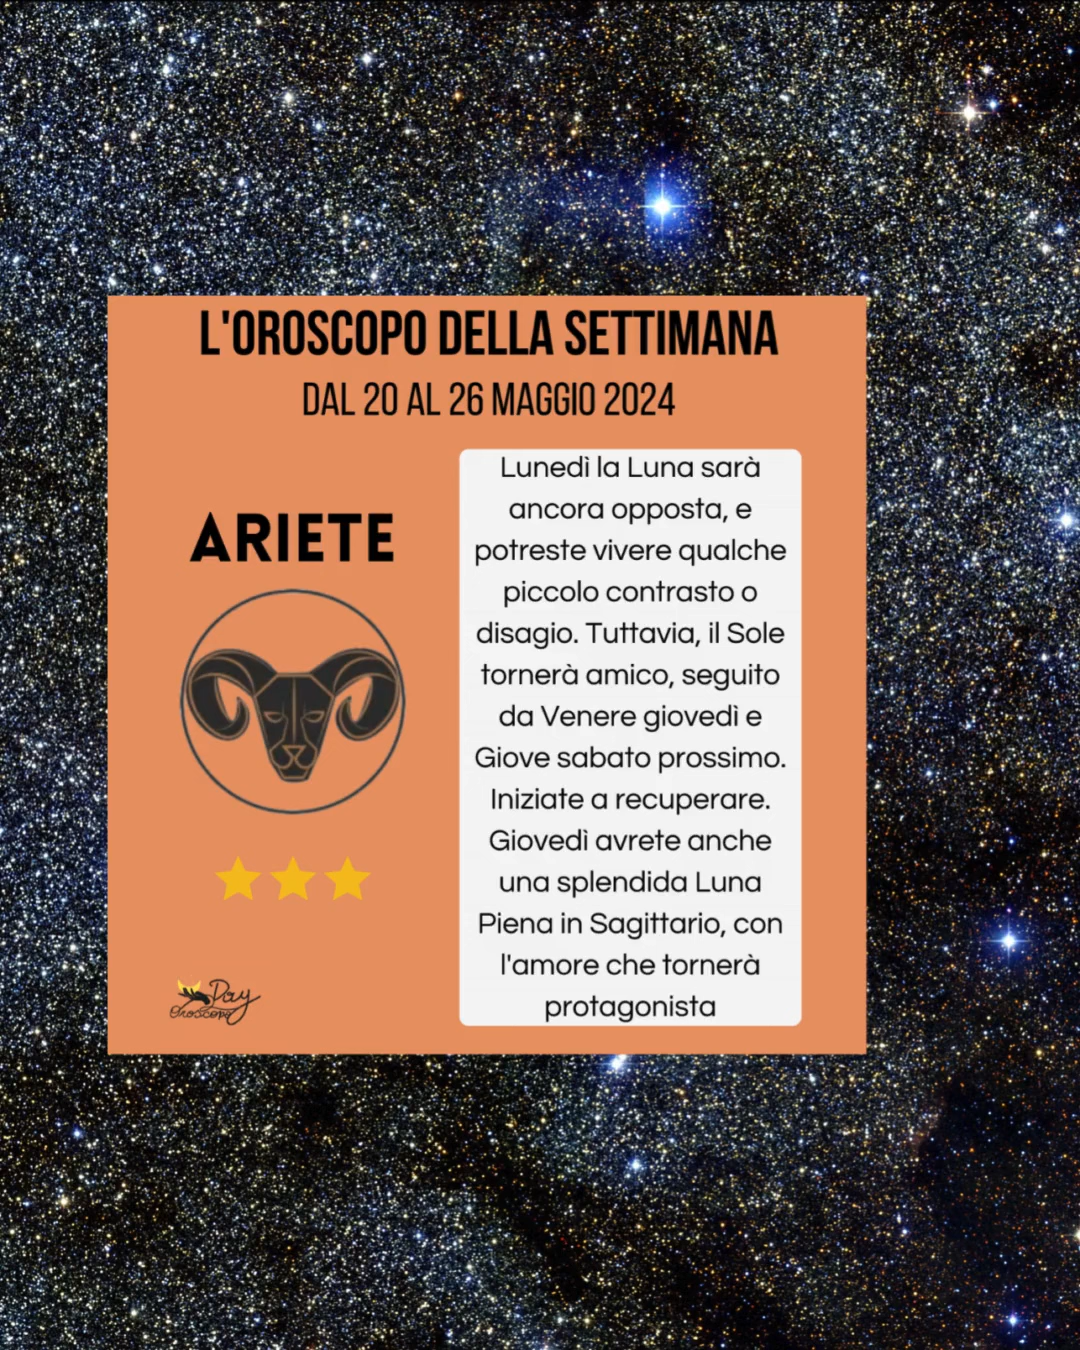 L'OROSCOPO DELLA SETTIMANA
DAL 20 AL 26 MAGGIO 2024
ARIETE
Lunedì la Luna sarà
ancora opposta, e
potreste vivere qualche
piccolo contrasto o
disagio. Tuttavia, il Sole
tornerà amico, seguito
da Venere giovedì e
Giove sabato prossimo.
Iniziate a recuperare.
Giovedì avrete anche
una splendida Luna
Piena in Sagittario, con
l'amore che tornerà
protagonista
Day
Oroscopo